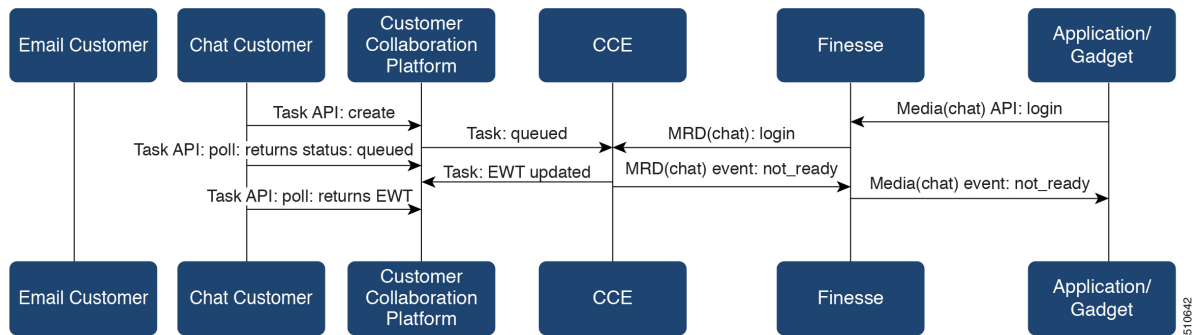 Email Customer
Chat Customer
Customer
Collaboration
Platform
CCE
Finesse
Application/
Gadget
Task API: create
Media(chat) API: login
Task: queued
MRD(chat): login
Task API: poll: returns status: queued
Task: EWT updated
MRD(chat) event: not_ready
Media(chat) event: not_ready
Task API: poll: returns EWT
Email Customer
Chat Customer
Customer
Collaboration
Platform
CCE
Finesse
Application/
Gadget
510642